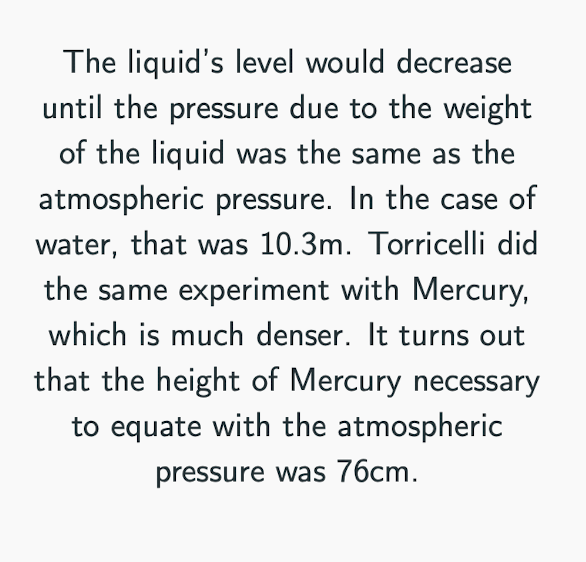 The liquid's level would decrease
until the pressure due to the weight
of the liquid was the same as the
atmospheric pressure. In the case of
water, that was 10.3m. Torricelli did
the same experiment with Mercury,
which is much denser. It turns out
that the height of Mercury necessary
to equate with the atmospheric
pressure was 76cm.